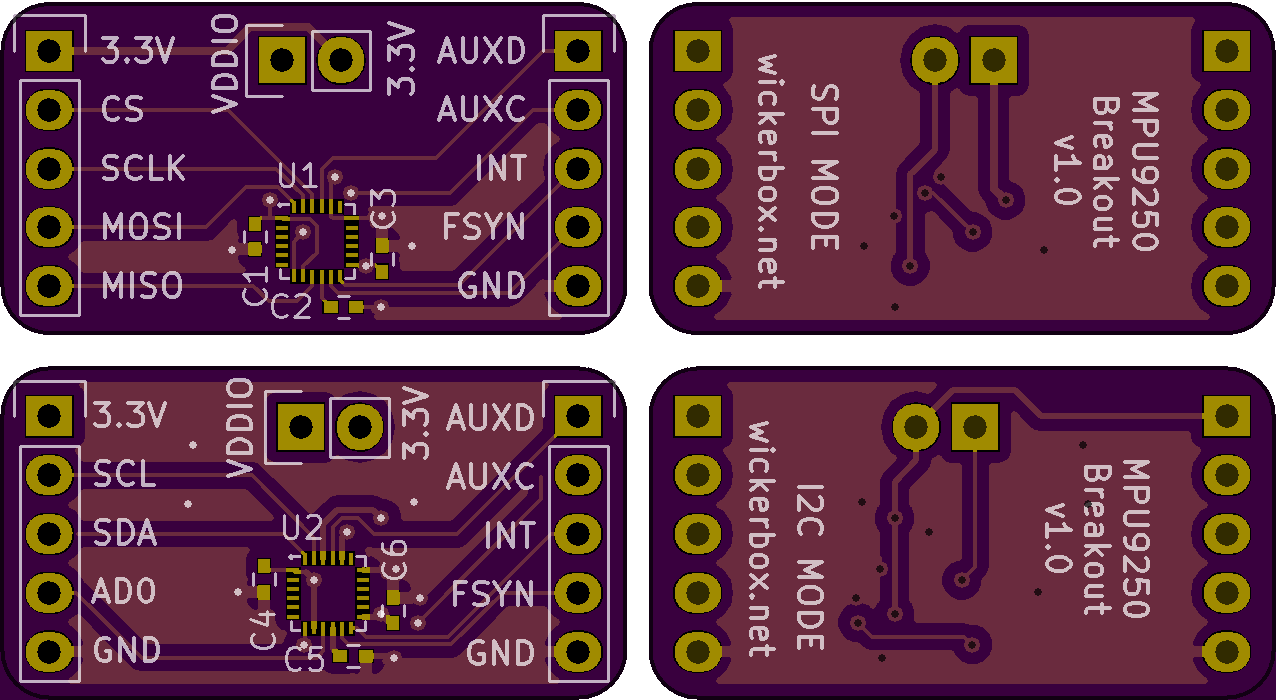 3.3V
CS
SCLK
MOSI
MISO
VDDIO
3.3V
AUXD
AUXC
INT
FSYN
GND
U1
C3
C1
C2
SPI MODE
wickerbox.net
MPU9250
Breakout
v1.0
3.3V
SCL
SDA
AD0
GND
VDDIO
3.3V
AUXD
AUXC
INT
FSYN
GND
U2
C6
C4
C5
I2C MODE
wickerbox.net
MPU9250
Breakout
v1.0